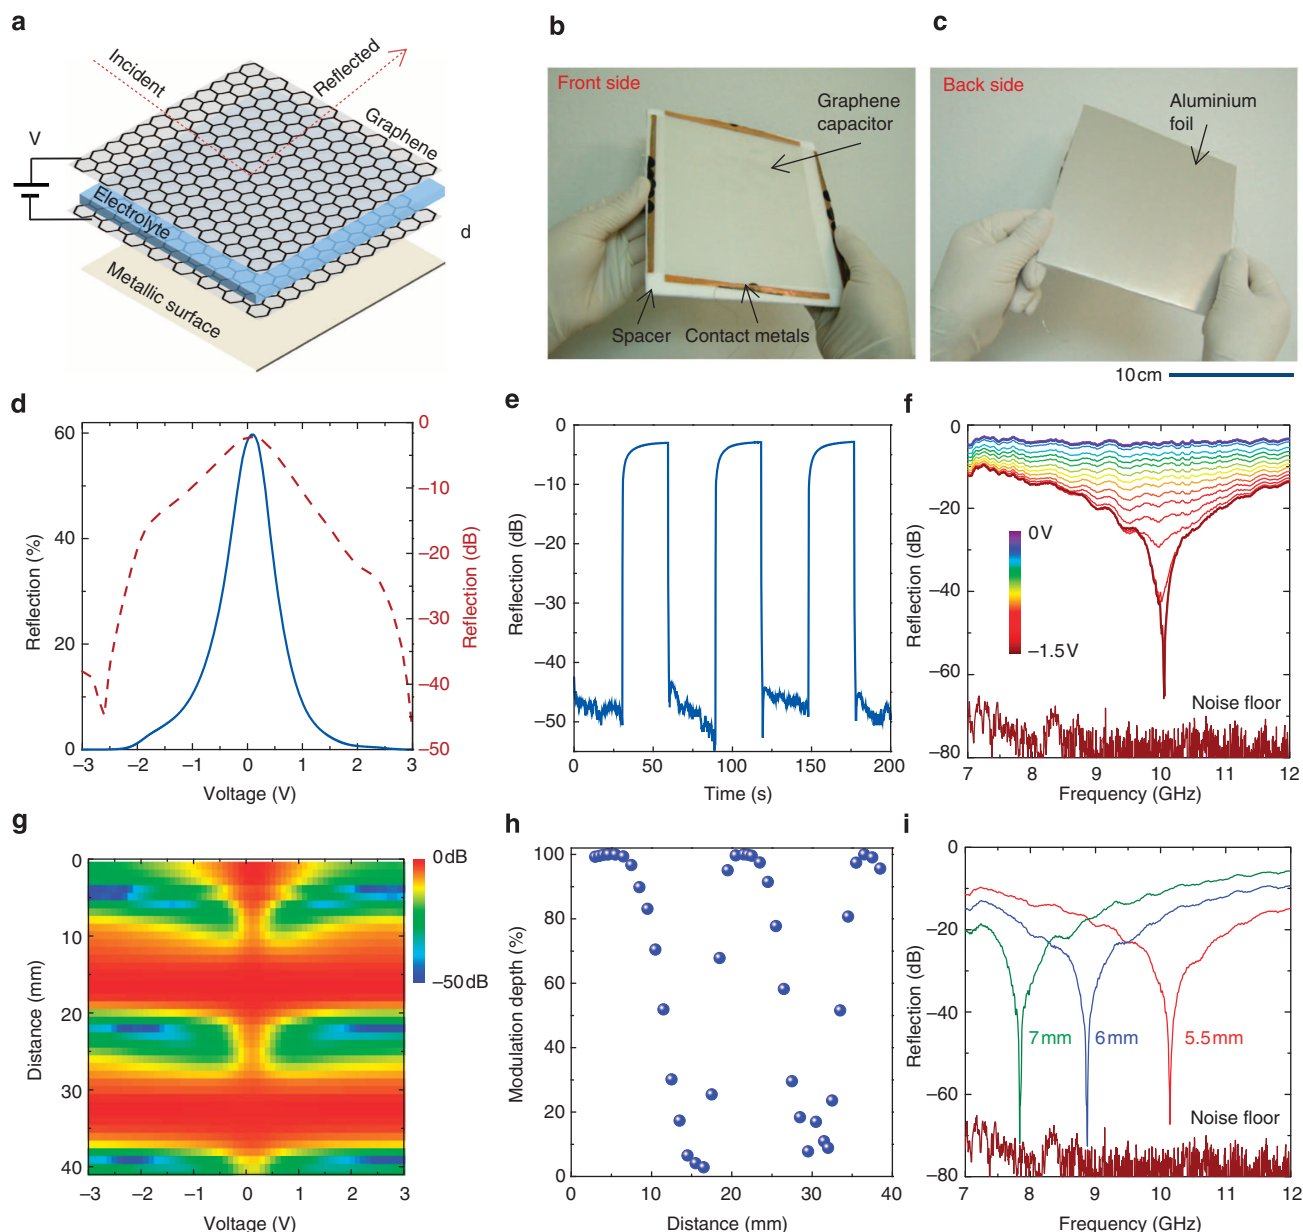 a
Incident
Reflected
Graphene
V
Electrolyte
d
Metallic surface
b
Front side
Graphene
capacitor
Spacer
Contact metals
c
Back side
Aluminium
foil
10 cm
d
Reflection (%)
60
40
20
0
−3
−2
−1
0
1
2
3
Voltage (V)
0
−10
−20
−30
−40
−50
Reflection (dB)
e
Reflection (dB)
0
−10
−20
−30
−40
−50
0
50
100
150
200
Time (s)
f
Reflection (dB)
0
−20
−40
−60
−80
0 V
−1.5 V
Noise floor
7
8
9
10
11
12
Frequency (GHz)
g
Distance (mm)
0
10
20
30
40
−3
−2
−1
0
1
2
3
Voltage (V)
0 dB
−50 dB
h
Modulation depth (%)
100
80
60
40
20
0
0
10
20
30
40
Distance (mm)
i
Reflection (dB)
0
−20
−40
−60
−80
7 mm
6 mm
5.5 mm
Noise floor
7
8
9
10
11
12
Frequency (GHz)